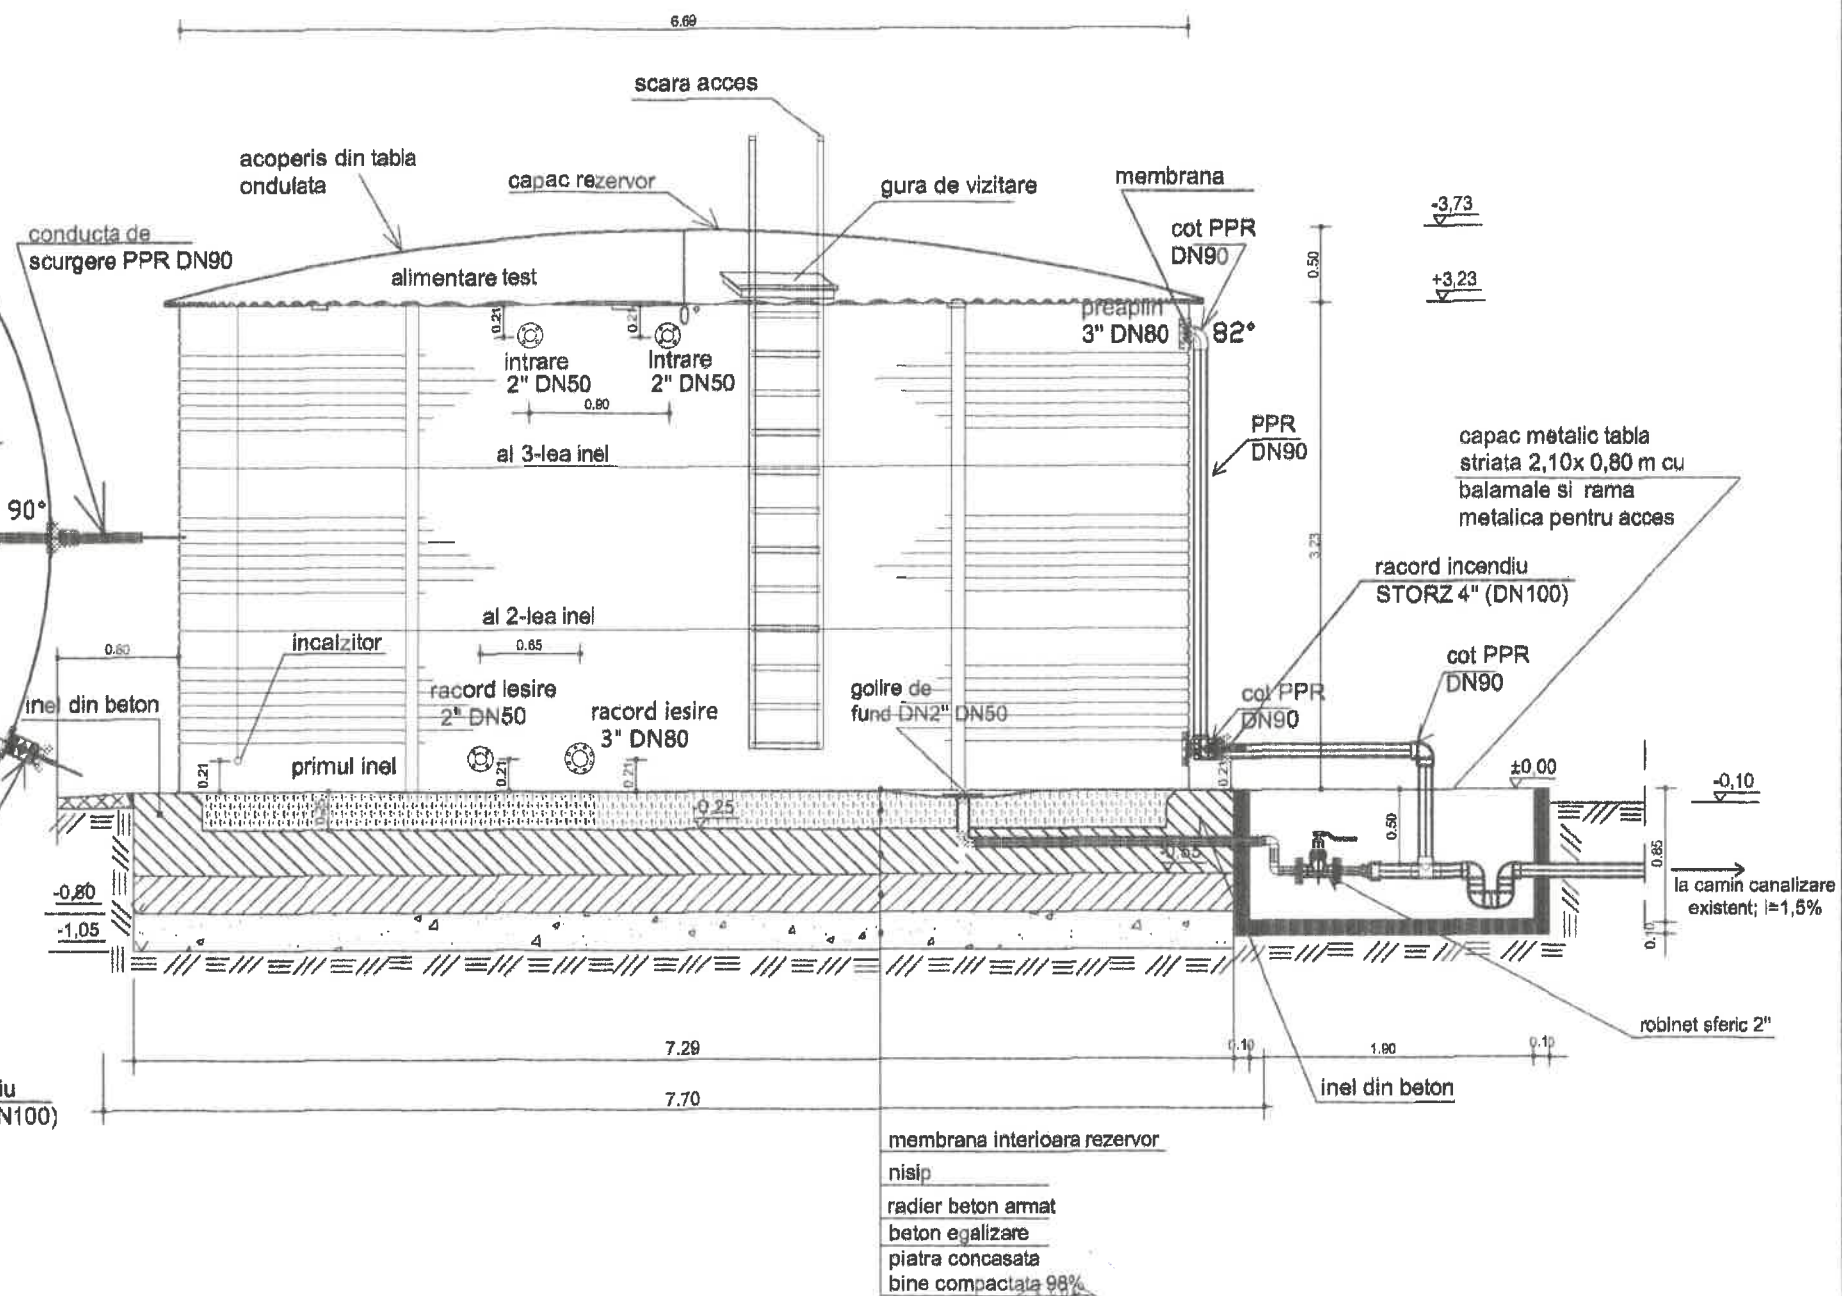 6.69
scara acces
acoperis din tabla
ondulata
capac rezervor
gura de vizitare
membrana
-3,73
cot PPR
DN90
conducta de
scurgere PPR DN90
0.50
alimentare test
+3,23
0.21
0.21
0°
preaplin
3" DN80
82°
intrare
2" DN50
Intrare
2" DN50
0.80
PPR
DN90
capac metalic tabla
striata 2,10x 0,80 m cu
balamale si rama
metalica pentru acces
al 3-lea inel
90°
3.23
racord incendiu
STORZ 4" (DN100)
al 2-lea inel
0.60
incalzitor
0.65
cot PPR
DN90
inel din beton
racord iesire
2" DN50
racord iesire
3" DN80
golire de
fund DN2" DN50
cot PPR
DN90
0.21
primul inel
0.21
0.21
0.21
±0,00
-0,10
-0,25
0.50
0.85
-0,65
-0,80
-1,05
la camin canalizare
existent; i=1,5%
0.10
robinet sferic 2"
7.29
0.10
1.90
0.10
inel din beton
iu
N100)
7.70
membrana interioara rezervor
nisip
radier beton armat
beton egalizare
piatra concasata
bine compactata 98%